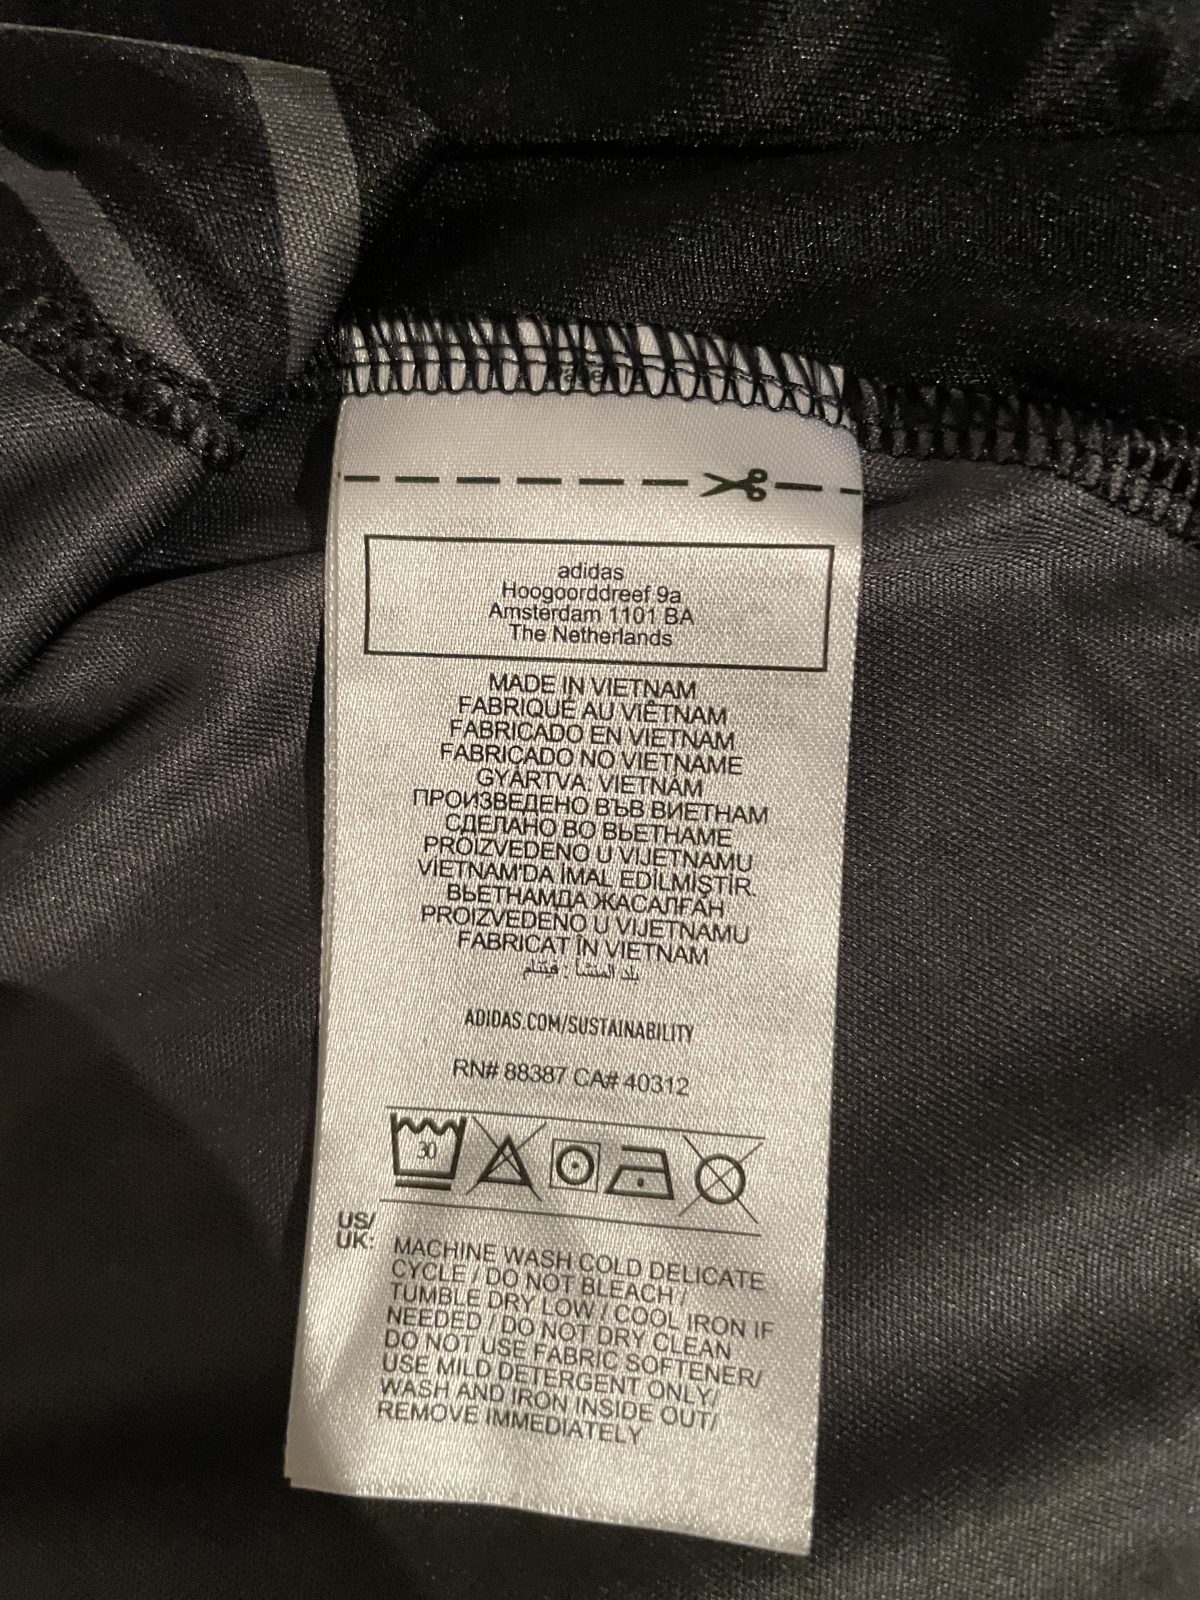 adidas
Hoogoorddreef 9a
Amsterdam 1101 BA
The Netherlands
MADE IN VIETNAM
FABRIQUÉ AU VIÊTNAM
FABRICADO EN VIETNAM
FABRICADO NO VIETNAME
GYÁRTVA: VIETNÁM
ПРОИЗВЕДЕНО ВЪВ ВИЕТНАМ
СДЕЛАНО ВО ВЬЕТНАМЕ
PROIZVEDENO U VIJETNAMU
VIETNAM'DA İMAL EDİLMİŞTİR.
ВЬЕТНАМДА ЖАСАЛҒАН
PROIZVEDENO U VIJETNAMU
FABRICAT ÎN VIETNAM
بلد المنشأ : فيتنام
ADIDAS.COM/SUSTAINABILITY
RN# 88387 CA# 40312
30
US/
UK:
MACHINE WASH COLD DELICATE
CYCLE / DO NOT BLEACH /
TUMBLE DRY LOW / COOL IRON IF
NEEDED / DO NOT DRY CLEAN
DO NOT USE FABRIC SOFTENER/
USE MILD DETERGENT ONLY/
WASH AND IRON INSIDE OUT/
REMOVE IMMEDIATELY